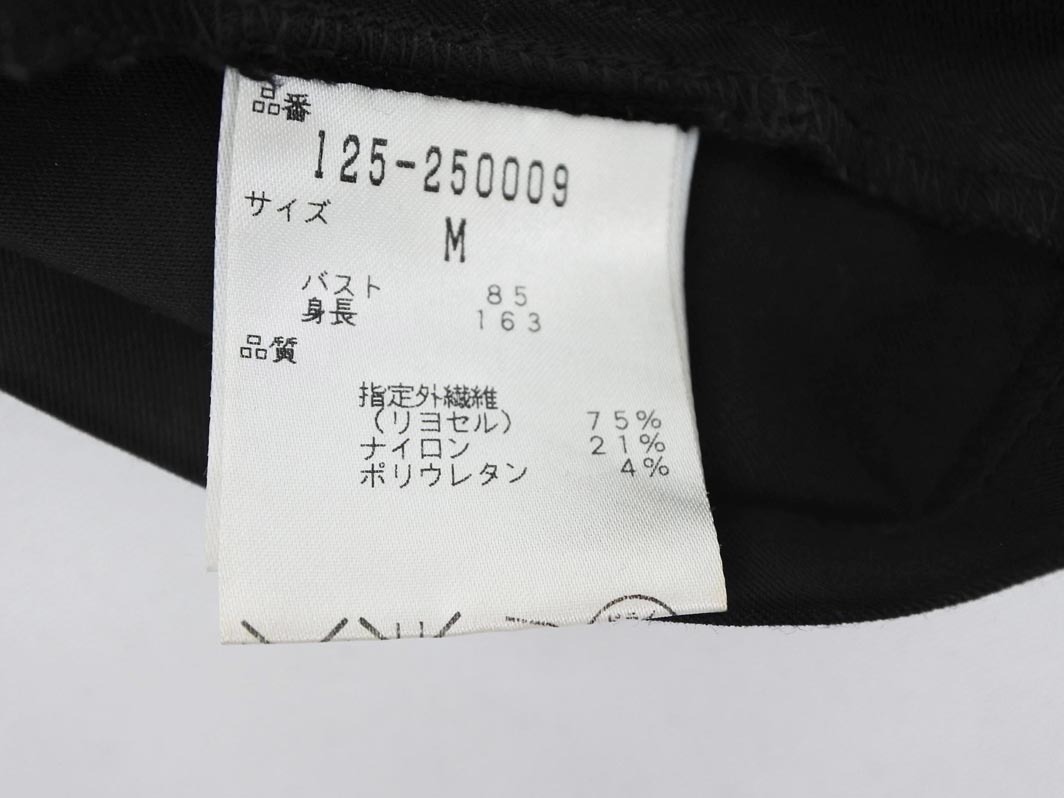 品番
125-250009
サイズ
M
バスト 85
身長 163
品質
指定外繊維
(リヨセル) 75%
ナイロン 21%
ポリウレタン 4%